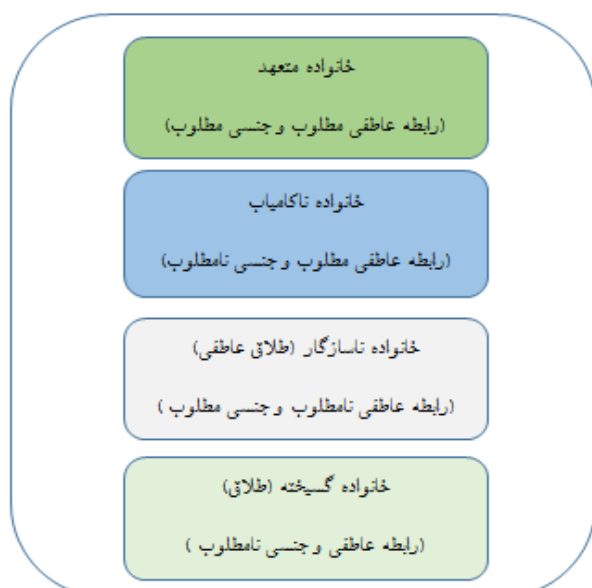 خانواده متعهد
(رابطه عاطفی مطلوب و جنسی مطلوب)
خانواده ناکامیاب
(رابطه عاطفی مطلوب و جنسی نامطلوب)
خانواده ناسازگار (طلاق عاطفی)
(رابطه عاطفی نامطلوب و جنسی مطلوب )
خانواده گسیخته (طلاق)
(رابطه عاطفی و جنسی نامطلوب )